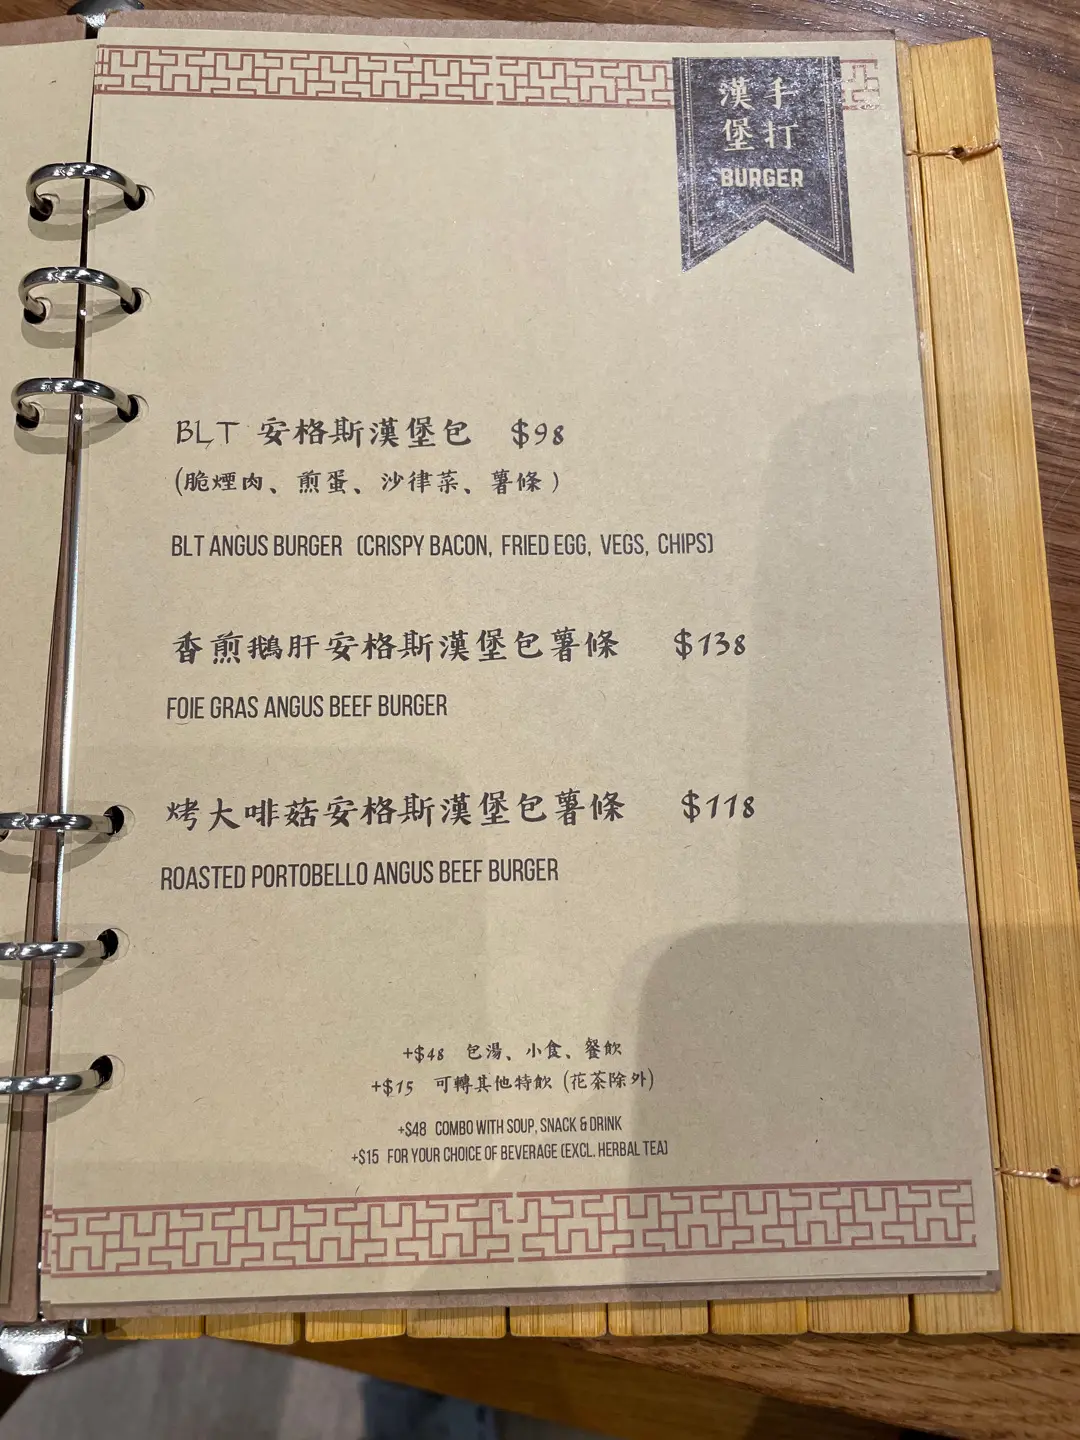 手打
漢堡
BURGER
BLT 安格斯漢堡包 $98
(脆煙肉、煎蛋、沙律菜、薯條)
BLT ANGUS BURGER (CRISPY BACON, FRIED EGG, VEGS, CHIPS)
香煎鵝肝安格斯漢堡包薯條 $138
FOIE GRAS ANGUS BEEF BURGER
烤大啡菇安格斯漢堡包薯條 $118
ROASTED PORTOBELLO ANGUS BEEF BURGER
+$48 包湯、小食、餐飲
+$15 可轉其他特飲 (花茶除外)
+$48 COMBO WITH SOUP, SNACK & DRINK
+$15 FOR YOUR CHOICE OF BEVERAGE (EXCL. HERBAL TEA)